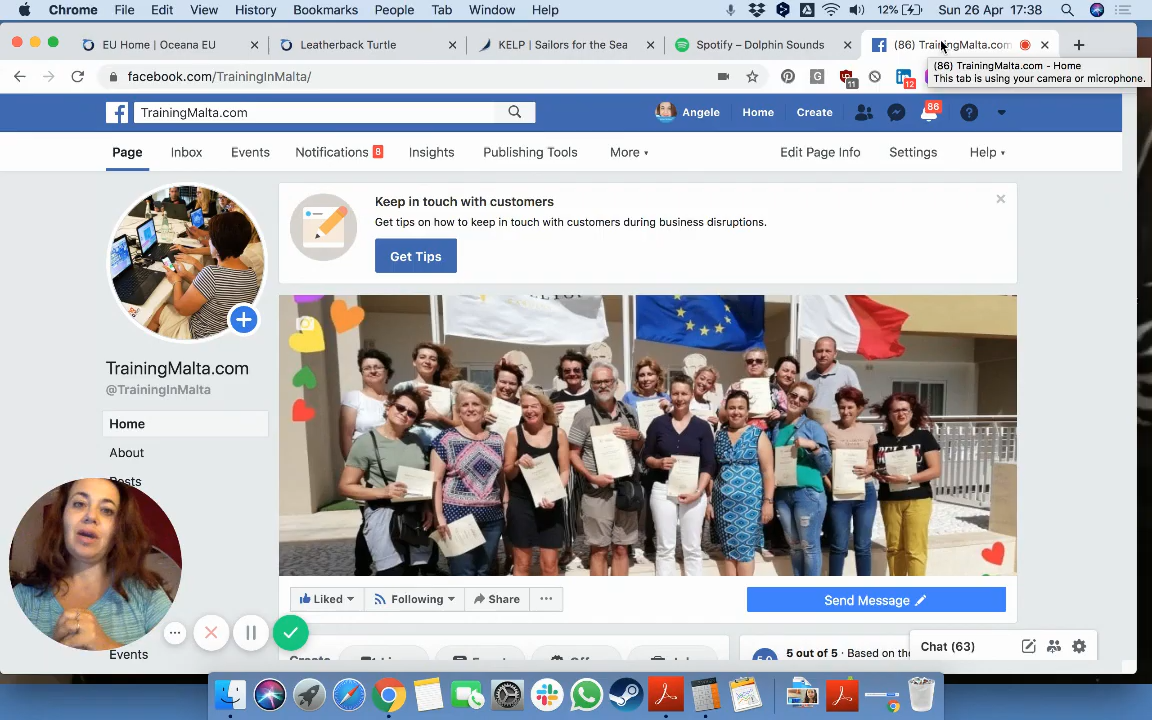 Chrome File Edit View History Bookmarks People Tab Window Help 12% Sun 26 Apr 17:38
EU Home | Oceana EU Leatherback Turtle KELP | Sailors for the Sea Spotify – Dolphin Sounds (86) TrainingMalta.com
facebook.com/TrainingInMalta/ 11 12
(86) TrainingMalta.com - Home
This tab is using your camera or microphone.
TrainingMalta.com Angele Home Create 86
Page Inbox Events Notifications 8 Insights Publishing Tools More Edit Page Info Settings Help
Keep in touch with customers
Get tips on how to keep in touch with customers during business disruptions.
Get Tips
TrainingMalta.com
@TrainingInMalta
Home
About
Posts
Events
Liked Following Share Send Message
5 out of 5 · Based on the
Chat (63)